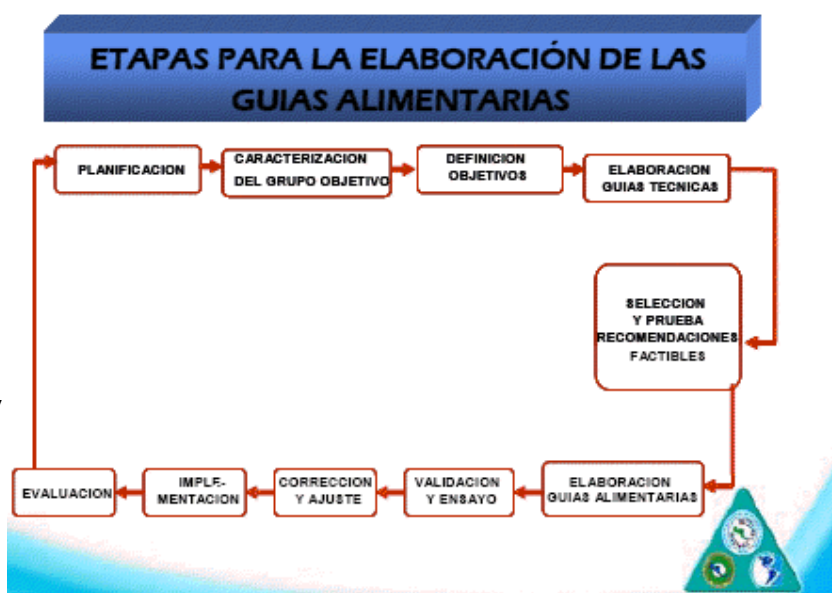 ETAPAS PARA LA ELABORACIÓN DE LAS
GUIAS ALIMENTARIAS
PLANIFICACION
CARACTERIZACION
DEL GRUPO OBJETIVO
DEFINICION
OBJETIVOS
ELABORACION
GUIAS TECNICAS
SELECCION
Y PRUEBA
RECOMENDACIONES
FACTIBLES
ELABORACION
GUIAS ALIMENTARIAS
VALIDACION
Y ENSAYO
CORRECCION
Y AJUSTE
IMPLE-
MENTACION
EVALUACION